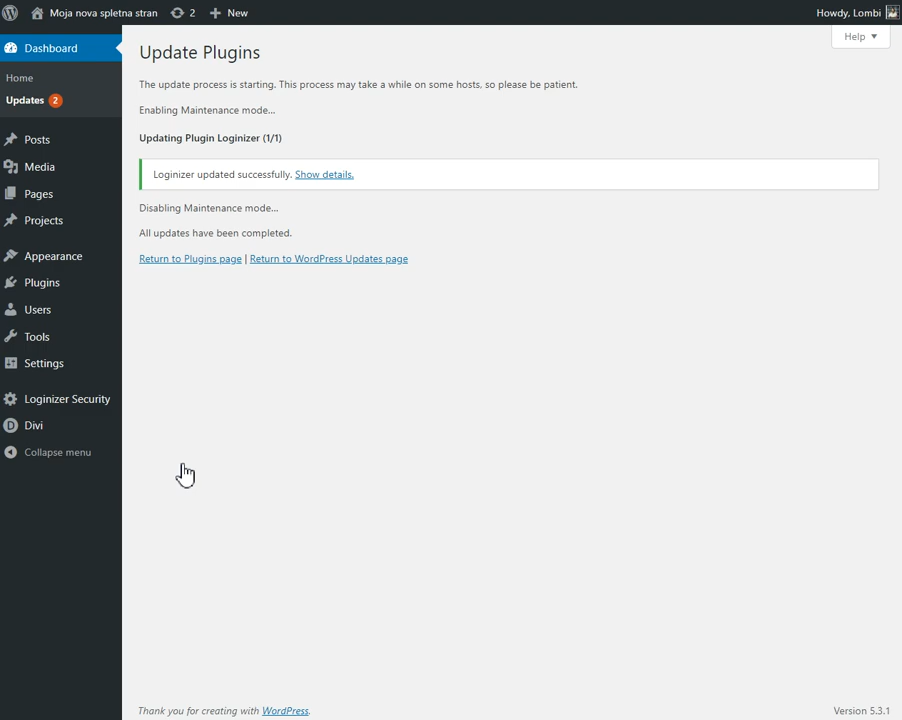 Moja nova spletna stran 2 New Howdy, Lombi
Help
Dashboard
Home
Updates 2
Posts
Media
Pages
Projects
Appearance
Plugins
Users
Tools
Settings
Loginizer Security
Divi
Collapse menu
Update Plugins
The update process is starting. This process may take a while on some hosts, so please be patient.
Enabling Maintenance mode...
Updating Plugin Loginizer (1/1)
Loginizer updated successfully. Show details.
Disabling Maintenance mode...
All updates have been completed.
Return to Plugins page | Return to WordPress Updates page
Thank you for creating with WordPress. Version 5.3.1